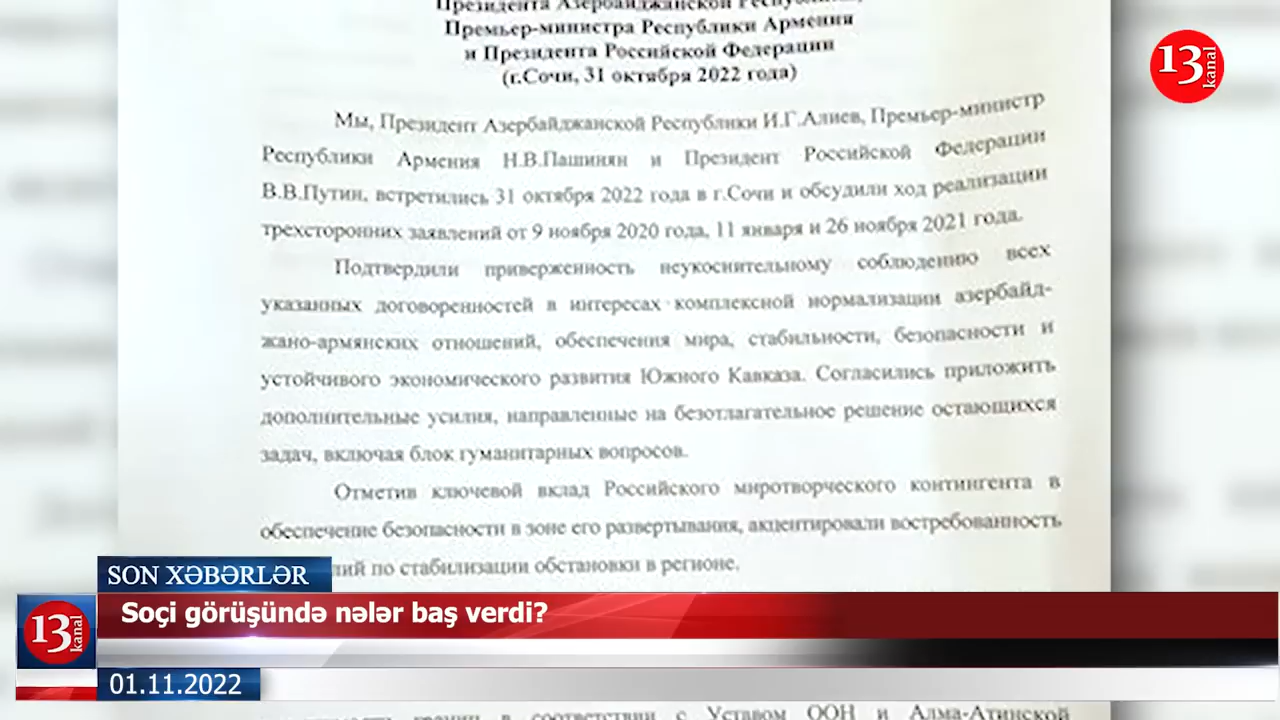 Президента Азербайджанской Республики,
Премьер-министра Республики Армения
и Президента Российской Федерации
(г.Сочи, 31 октября 2022 года)
13 kanal
Мы, Президент Азербайджанской Республики И.Г.Алиев, Премьер-министр
Республики Армения Н.В.Пашинян и Президент Российской Федерации
В.В.Путин, встретились 31 октября 2022 года в г.Сочи и обсудили ход реализации
трехсторонних заявлений от 9 ноября 2020 года, 11 января и 26 ноября 2021 года.
Подтвердили приверженность неукоснительному соблюдению всех
указанных договоренностей в интересах комплексной нормализации азербайд-
жано-армянских отношений, обеспечения мира, стабильности, безопасности и
устойчивого экономического развития Южного Кавказа. Согласились приложить
дополнительные усилия, направленные на безотлагательное решение остающихся
задач, включая блок гуманитарных вопросов.
Отметив ключевой вклад Российского миротворческого контингента в
обеспечение безопасности в зоне его развертывания, акцентировали востребованность
по стабилизации обстановки в регионе.
SON XƏBƏRLƏR
Soçi görüşündə nələr baş verdi?
13 kanal
01.11.2022
в соответствии с Уставом ООН и Алма-Атинской